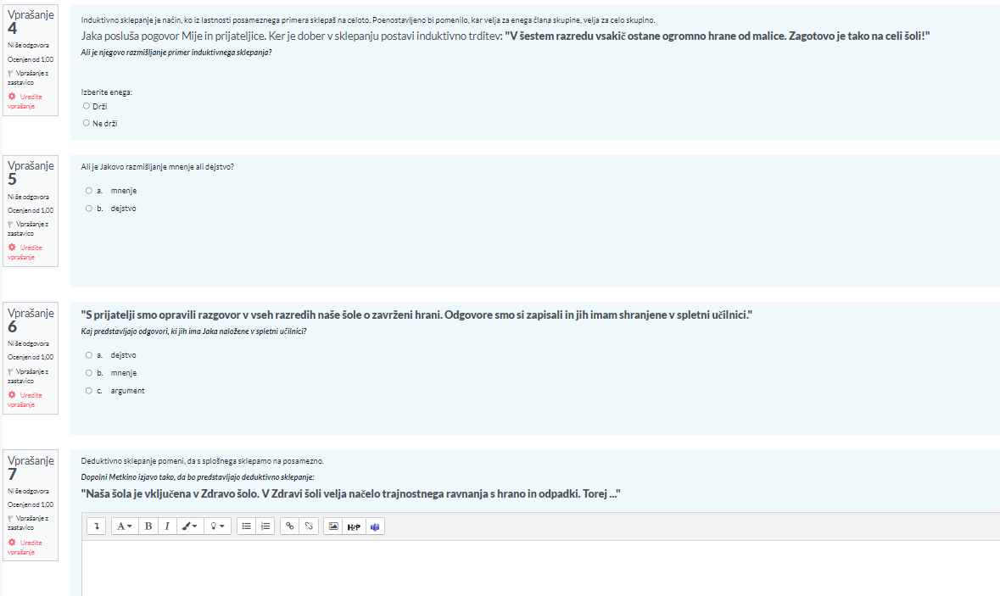 Vprašanje
4
Ni še odgovora
Ocenjen od 1,00
Vprašanje z
zastavico
Uredite
vprašanje
Induktivno sklepanje je način, ko iz lastnosti posameznega primera sklepaš na celoto. Poenostavljeno bi pomenilo, kar velja za enega člana skupine, velja za celo skupino.
Jaka posluša pogovor Mije in prijateljice. Ker je dober v sklepanju postavi induktivno trditev: "V šestem razredu vsakič ostane ogromno hrane od malice. Zagotovo je tako na celi šoli!"
Ali je njegovo razmišljanje primer induktivnega sklepanja?
Izberite enega:
Drži
Ne drži
Vprašanje
5
Ni še odgovora
Ocenjen od 1,00
Vprašanje z
zastavico
Uredite
vprašanje
Ali je Jakovo razmišljanje mnenje ali dejstvo?
a. mnenje
b. dejstvo
Vprašanje
6
Ni še odgovora
Ocenjen od 1,00
Vprašanje z
zastavico
Uredite
vprašanje
"S prijatelji smo opravili razgovor v vseh razredih naše šole o zavrženi hrani. Odgovore smo si zapisali in jih imam shranjene v spletni učilnici."
Kaj predstavljajo odgovori, ki jih ima Jaka naložene v spletni učilnici?
a. dejstvo
b. mnenje
c. argument
Vprašanje
7
Ni še odgovora
Ocenjen od 1,00
Vprašanje z
zastavico
Uredite
vprašanje
Deduktivno sklepanje pomeni, da s splošnega sklepamo na posamezno.
Dopolni Metkino izjavo tako, da bo predstavljajo deduktivno sklepanje:
"Naša šola je vključena v Zdravo šolo. V Zdravi šoli velja načelo trajnostnega ravnanja s hrano in odpadki. Torej ..."
A B I H5P